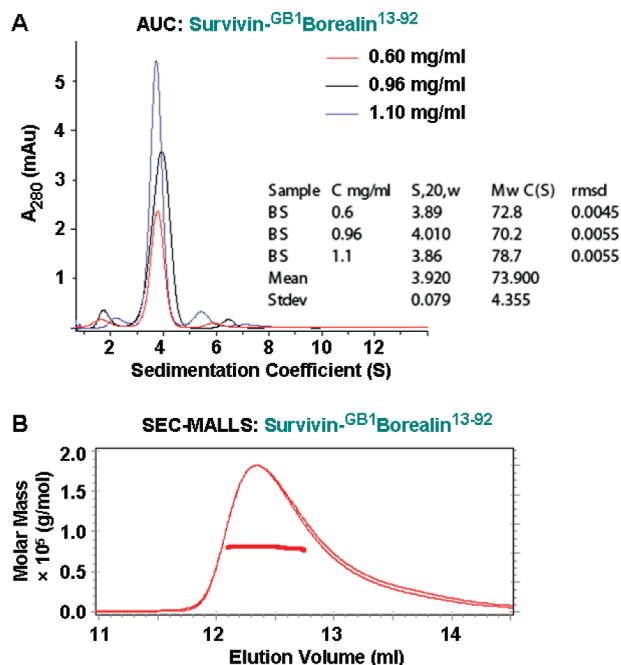 A
AUC: Survivin-GB1Borealin13-92
0.60 mg/ml
0.96 mg/ml
1.10 mg/ml
A280 (mAu)
5
4
3
2
1
Sample C mg/ml S,20,w Mw C(S) rmsd
BS 0.6 3.89 72.8 0.0045
BS 0.96 4.010 70.2 0.0055
BS 1.1 3.86 78.7 0.0055
Mean 3.920 73.900
Stdev 0.079 4.355
2 4 6 8 10 12
Sedimentation Coefficient (S)
B
SEC-MALLS: Survivin-GB1Borealin13-92
Molar Mass
× 10⁵ (g/mol)
2.0
1.5
1.0
0.5
0.0
11 12 13 14
Elution Volume (ml)